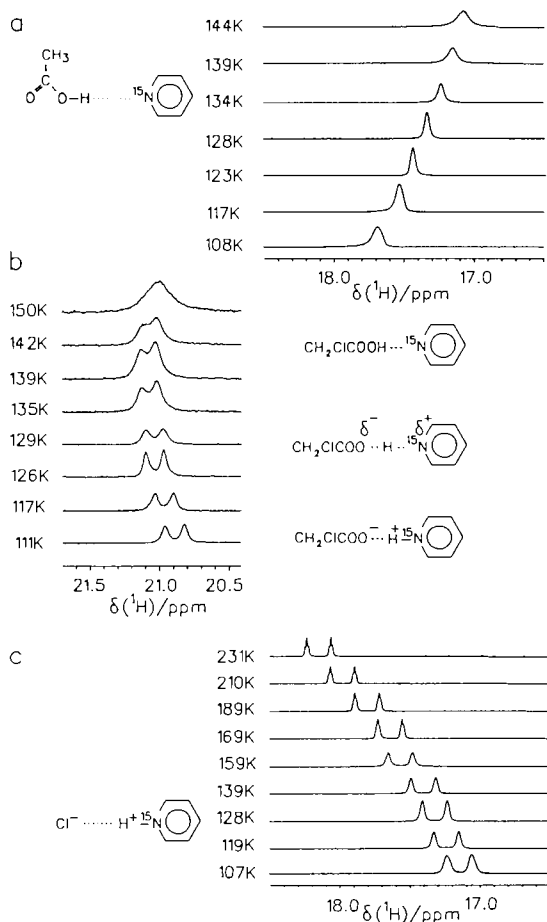 a
CH₃
C
O O-H ¹⁵N
144K
139K
134K
128K
123K
117K
108K
18.0 17.0
δ(¹H)/ppm
b
150K
142K
139K
135K
129K
126K
117K
111K
21.5 21.0 20.5
δ(¹H)/ppm
CH₂ClCOOH ¹⁵N
δ⁻ δ⁺
CH₂ClCOO H ¹⁵N
CH₂ClCOO⁻ H⁺ ¹⁵N
c
Cl⁻ H⁺ ¹⁵N
231K
210K
189K
169K
159K
139K
128K
119K
107K
18.0 17.0
δ(¹H)/ppm